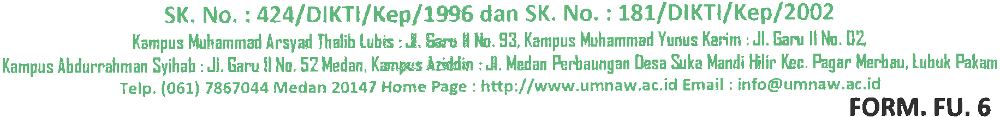 SK. No. : 424/DIKTI/Kep/1996 dan SK. No. : 181/DIKTI/Kep/2002
Kampus Muhammad Arsyad Thalib Lubis : Jl. Garu II No. 93, Kampus Muhammad Yunus Karim : Jl. Garu II No. 02,
Kampus Abdurrahman Syihab : Jl. Garu II No. 52 Medan, Kampus Aziddin : Jl. Medan Perbaungan Desa Suka Mandi Hilir Kec. Pagar Merbau, Lubuk Pakam
Telp. (061) 7867044 Medan 20147 Home Page : http://www.umnaw.ac.id Email : info@umnaw.ac.id
FORM. FU. 6